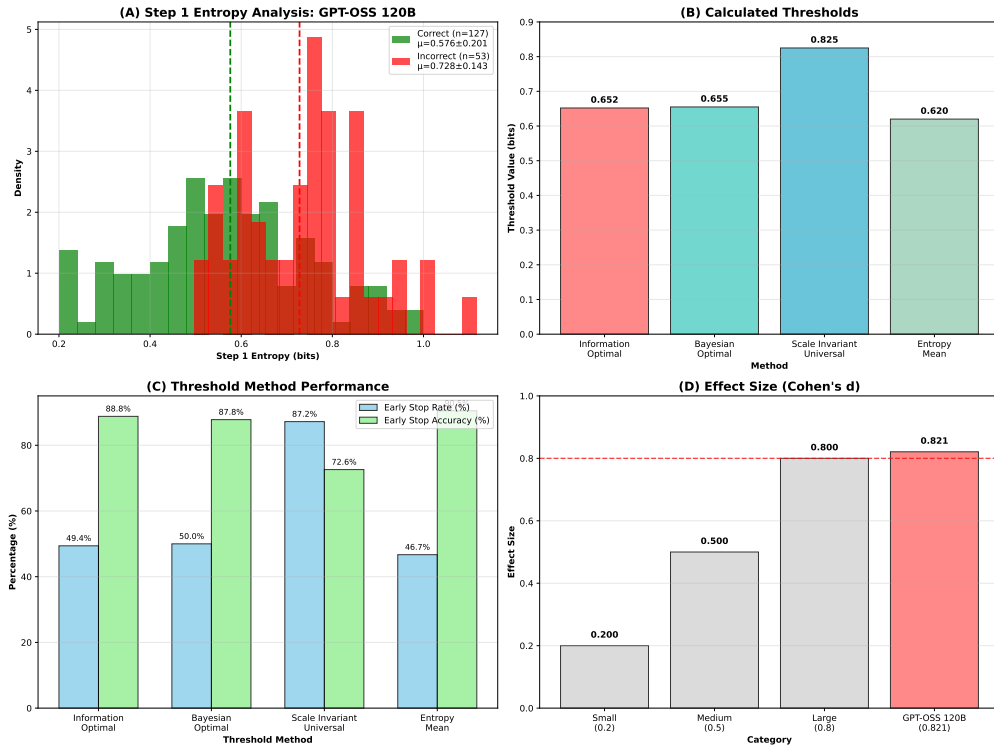 (A) Step 1 Entropy Analysis: GPT-OSS 120B
Correct (n=127)
μ=0.576±0.201
Incorrect (n=53)
μ=0.728±0.143
5
4
3
2
1
0
Density
0.2
0.4
0.6
0.8
1.0
Step 1 Entropy (bits)
(B) Calculated Thresholds
0.9
0.8
0.7
0.6
0.5
0.4
0.3
0.2
0.1
0.0
Threshold Value (bits)
0.652
0.655
0.825
0.620
Information
Optimal
Bayesian
Optimal
Scale Invariant
Universal
Entropy
Mean
Method
(C) Threshold Method Performance
Early Stop Rate (%)
Early Stop Accuracy (%)
80
60
40
20
0
Percentage (%)
49.4%
88.8%
50.0%
87.8%
87.2%
72.6%
46.7%
Information
Optimal
Bayesian
Optimal
Scale Invariant
Universal
Entropy
Mean
Threshold Method
(D) Effect Size (Cohen's d)
1.0
0.8
0.6
0.4
0.2
0.0
Effect Size
0.200
0.500
0.800
0.821
Small
(0.2)
Medium
(0.5)
Large
(0.8)
GPT-OSS 120B
(0.821)
Category